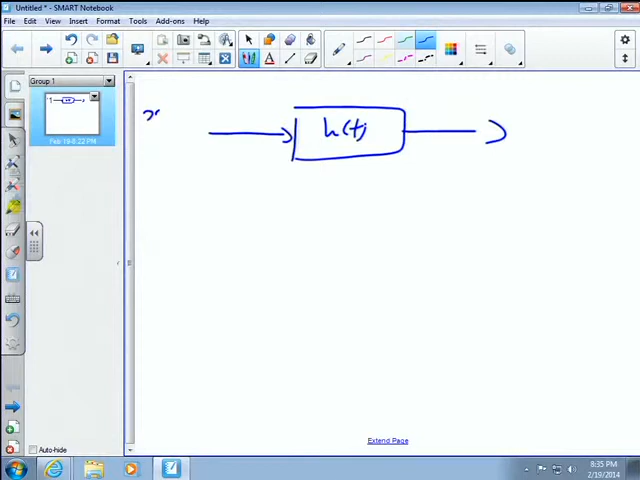 Untitled * - SMART Notebook
File Edit View Insert Format Tools Add-ons Help
Group 1
Feb 19-8:22 PM
x
h(t)
Extend Page
Auto-hide
8:35 PM
2/19/2014